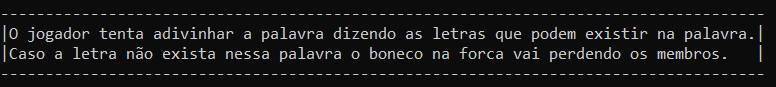 --------------------------------------------------------------------------------------
|O jogador tenta adivinhar a palavra dizendo as letras que podem existir na palavra.|
|Caso a letra não exista nessa palavra o boneco na forca vai perdendo os membros.   |
--------------------------------------------------------------------------------------